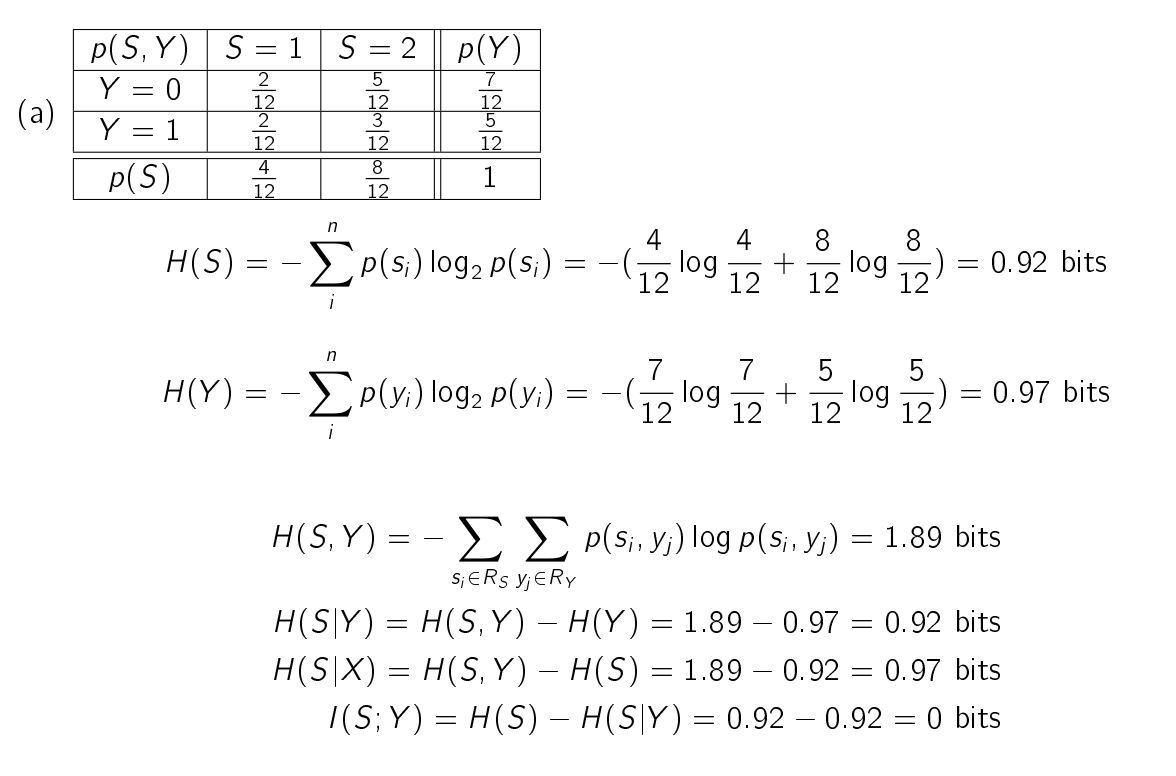 p(S, Y) S = 1 S = 2 p(Y)
Y = 0 2/12 5/12 7/12
(a)
Y = 1 2/12 3/12 5/12
p(S) 4/12 8/12 1
H(S) = − ∑_i^n p(s_i) log_2 p(s_i) = −(4/12 log 4/12 + 8/12 log 8/12) = 0.92 bits
H(Y) = − ∑_i^n p(y_i) log_2 p(y_i) = −(7/12 log 7/12 + 5/12 log 5/12) = 0.97 bits
H(S, Y) = − ∑_{s_i∈R_S} ∑_{y_j∈R_Y} p(s_i, y_j) log p(s_i, y_j) = 1.89 bits
H(S|Y) = H(S, Y) − H(Y) = 1.89 − 0.97 = 0.92 bits
H(S|X) = H(S, Y) − H(S) = 1.89 − 0.92 = 0.97 bits
I(S; Y) = H(S) − H(S|Y) = 0.92 − 0.92 = 0 bits